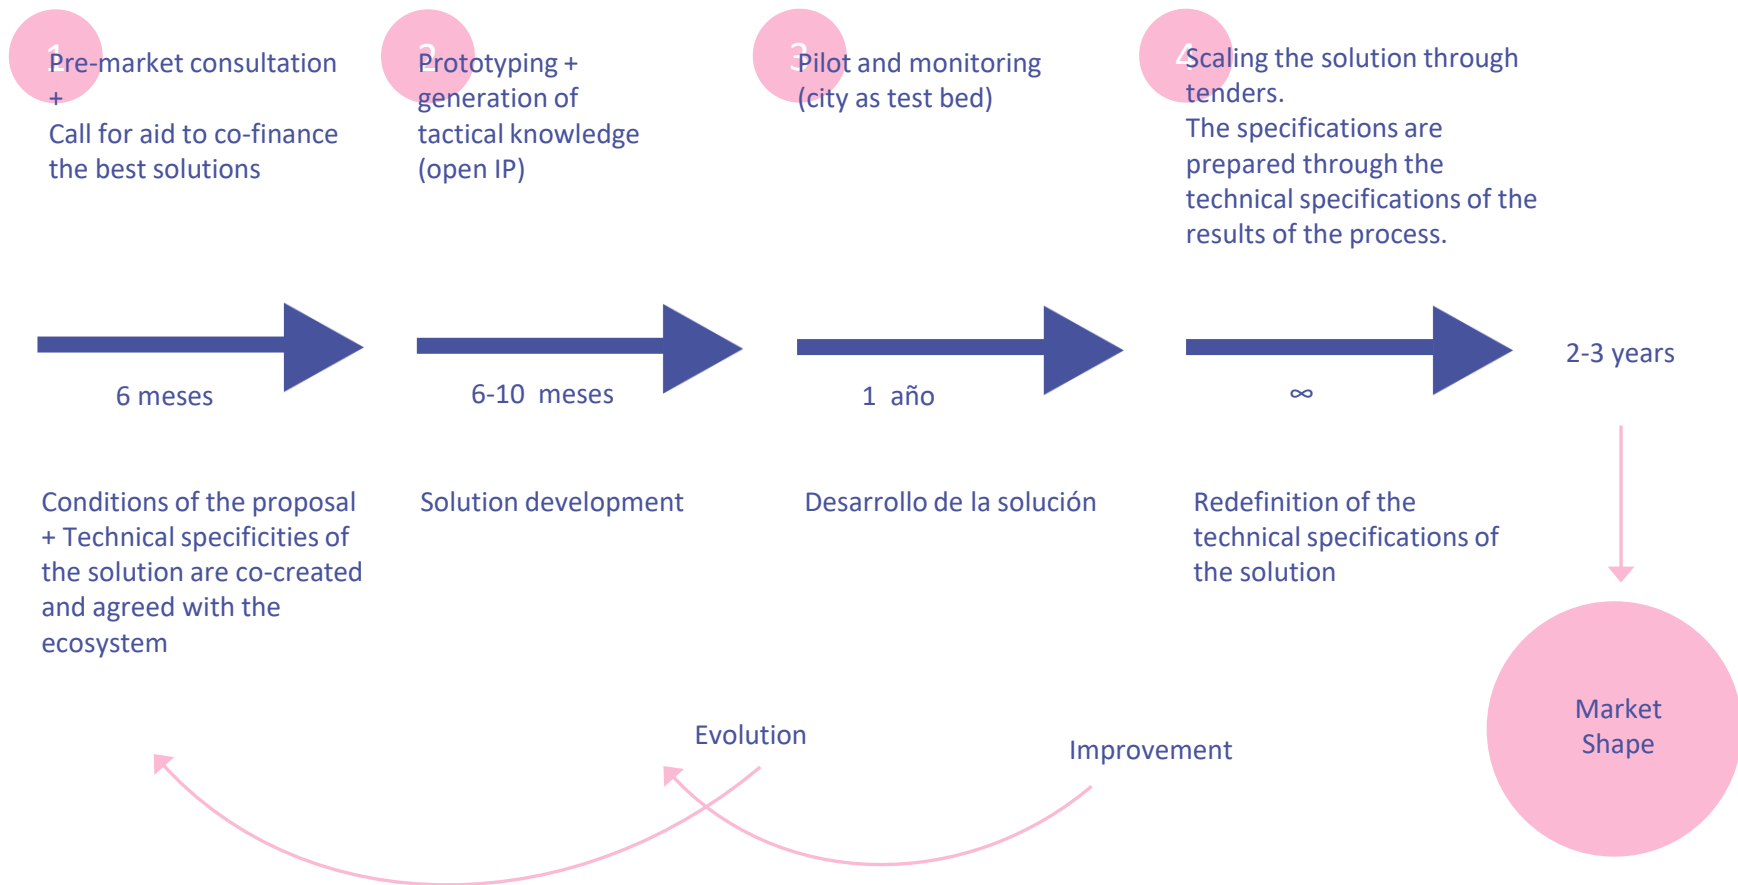 1
Pre-market consultation
+
Call for aid to co-finance
the best solutions
2
Prototyping +
generation of
tactical knowledge
(open IP)
3
Pilot and monitoring
(city as test bed)
4
Scaling the solution through
tenders.
The specifications are
prepared through the
technical specifications of the
results of the process.
6 meses
6-10 meses
1 año
∞
2-3 years
Conditions of the proposal
+ Technical specificities of
the solution are co-created
and agreed with the
ecosystem
Solution development
Desarrollo de la solución
Redefinition of the
technical specifications of
the solution
Evolution
Improvement
Market
Shape